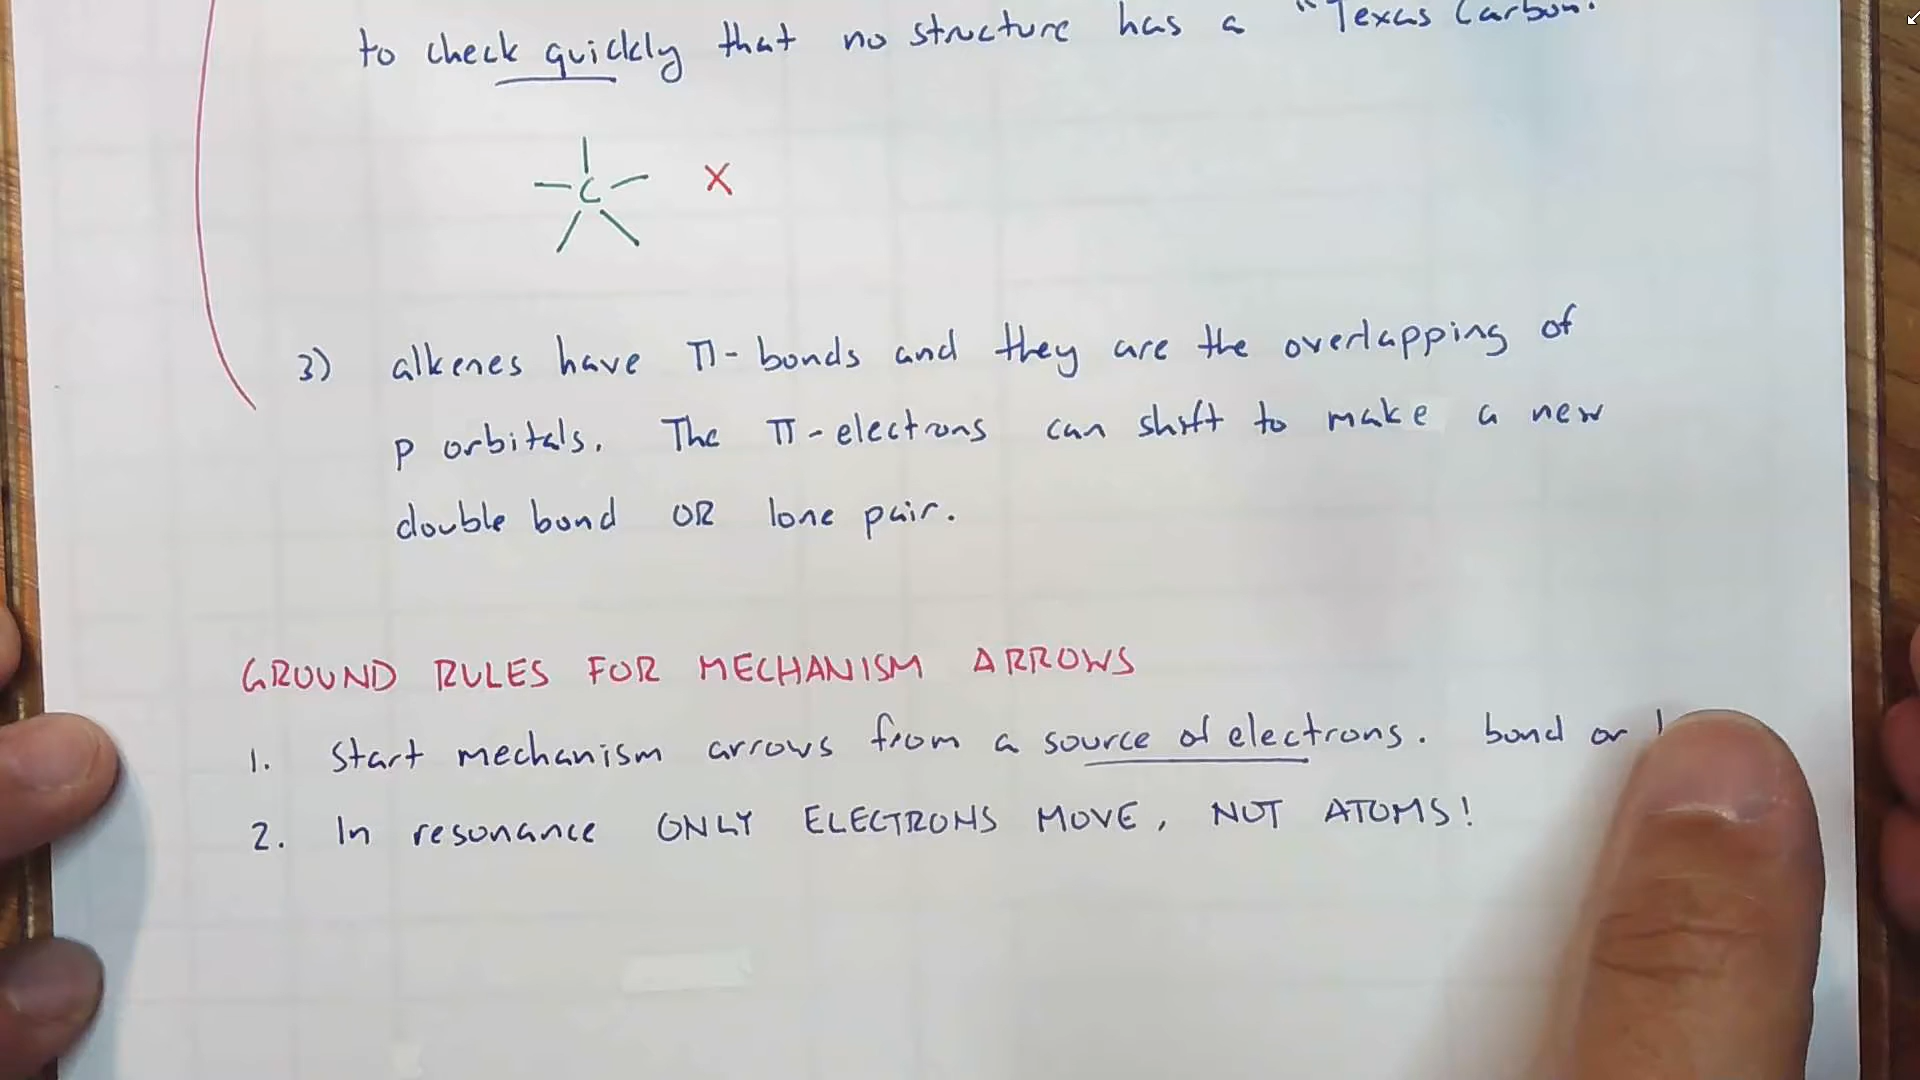 to check quickly that no structure has a "Texas Carbon.
C X
3) alkenes have π-bonds and they are the overlapping of
p orbitals. The π-electrons can shift to make a new
double bond OR lone pair.
GROUND RULES FOR MECHANISM ARROWS
1. Start mechanism arrows from a source of electrons. bond or
2. In resonance ONLY ELECTRONS MOVE, NOT ATOMS!